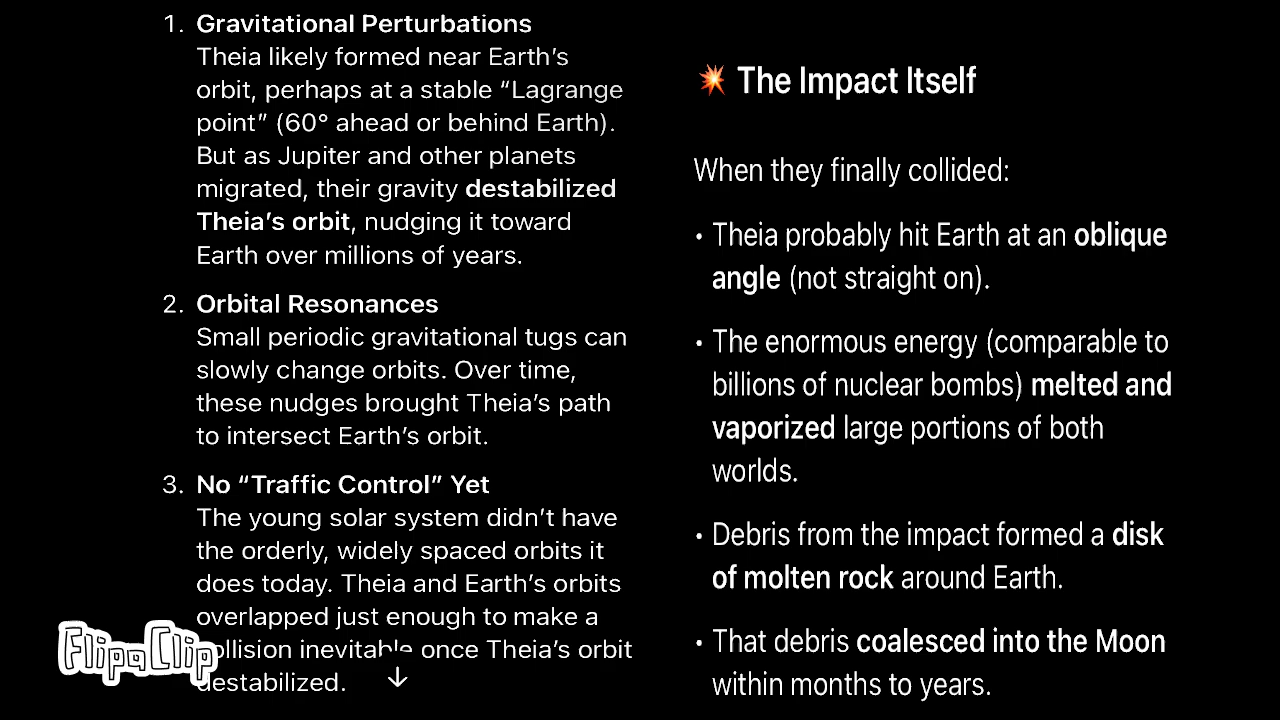 1. Gravitational Perturbations
Theia likely formed near Earth's
orbit, perhaps at a stable “Lagrange
point” (60° ahead or behind Earth).
But as Jupiter and other planets
migrated, their gravity destabilized
Theia's orbit, nudging it toward
Earth over millions of years.
2. Orbital Resonances
Small periodic gravitational tugs can
slowly change orbits. Over time,
these nudges brought Theia's path
to intersect Earth's orbit.
3. No “Traffic Control” Yet
The young solar system didn't have
the orderly, widely spaced orbits it
does today. Theia and Earth's orbits
overlapped just enough to make a
collision inevitable once Theia's orbit
destabilized.
FlipaClip
💥 The Impact Itself
When they finally collided:
• Theia probably hit Earth at an oblique
angle (not straight on).
• The enormous energy (comparable to
billions of nuclear bombs) melted and
vaporized large portions of both
worlds.
• Debris from the impact formed a disk
of molten rock around Earth.
• That debris coalesced into the Moon
within months to years.